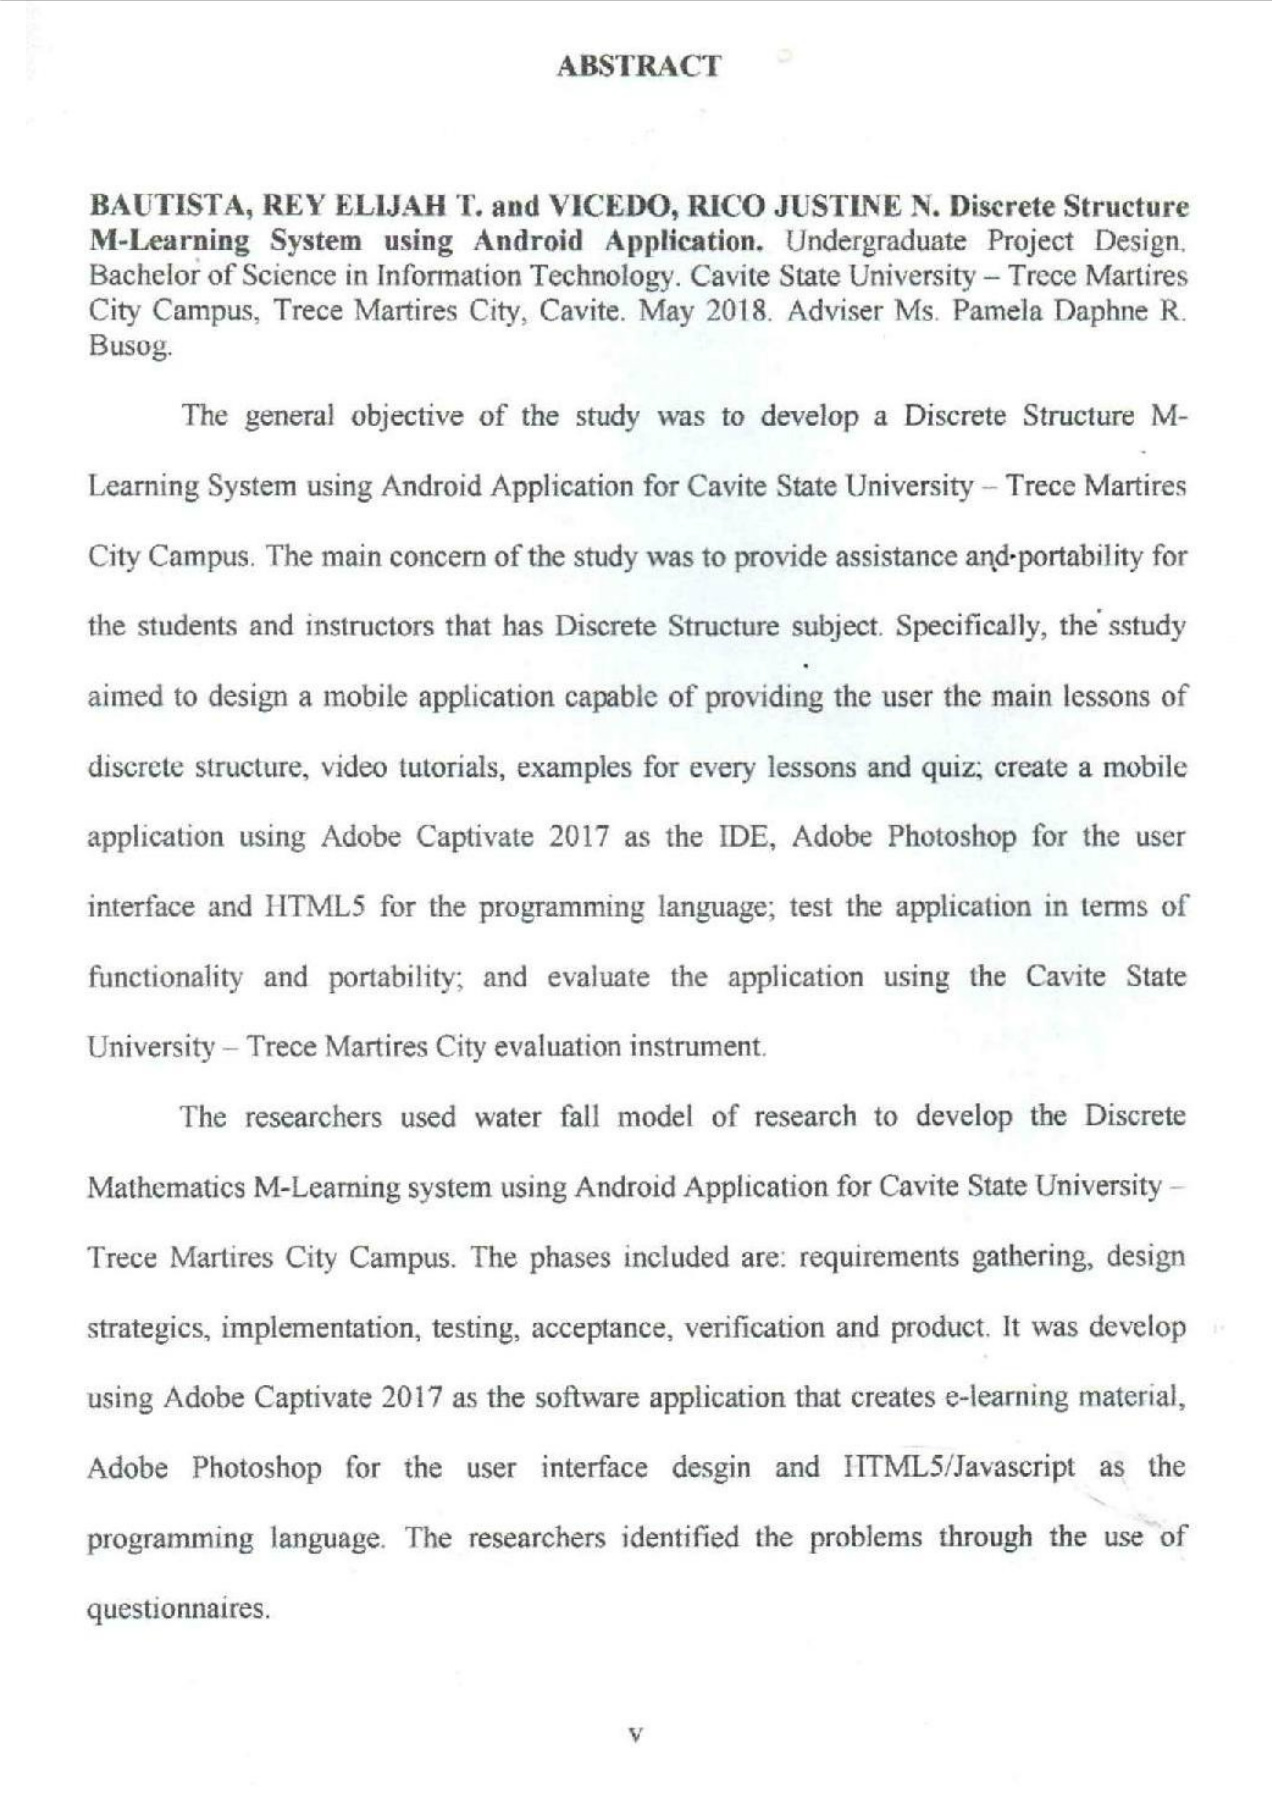 ABSTRACT
BAUTISTA, REY ELIJAH T. and VICEDO, RICO JUSTINE N. Discrete Structure
M-Learning System using Android Application. Undergraduate Project Design.
Bachelor of Science in Information Technology. Cavite State University – Trece Martires
City Campus, Trece Martires City, Cavite. May 2018. Adviser Ms. Pamela Daphne R.
Busog.
The general objective of the study was to develop a Discrete Structure M-
Learning System using Android Application for Cavite State University – Trece Martires
City Campus. The main concern of the study was to provide assistance and portability for
the students and instructors that has Discrete Structure subject. Specifically, the sstudy
aimed to design a mobile application capable of providing the user the main lessons of
discrete structure, video tutorials, examples for every lessons and quiz; create a mobile
application using Adobe Captivate 2017 as the IDE, Adobe Photoshop for the user
interface and HTML5 for the programming language; test the application in terms of
functionality and portability; and evaluate the application using the Cavite State
University – Trece Martires City evaluation instrument.
The researchers used water fall model of research to develop the Discrete
Mathematics M-Learning system using Android Application for Cavite State University –
Trece Martires City Campus. The phases included are: requirements gathering, design
strategics, implementation, testing, acceptance, verification and product. It was develop
using Adobe Captivate 2017 as the software application that creates e-learning material,
Adobe Photoshop for the user interface desgin and HTML5/Javascript as the
programming language. The researchers identified the problems through the use of
questionnaires.
v